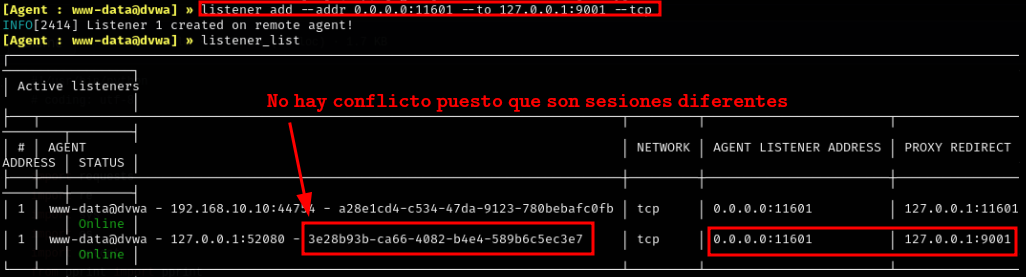 [Agent : www-data@dvwa] » listener_add --addr 0.0.0.0:11601 --to 127.0.0.1:9001 --tcp
INFO[2414] Listener 1 created on remote agent!
[Agent : www-data@dvwa] » listener_list
Active listeners
No hay conflicto puesto que son sesiones diferentes
# │ AGENT │ NETWORK │ AGENT LISTENER ADDRESS │ PROXY REDIRECT
ADDRESS │ STATUS │
│ 1 │ www-data@dvwa - 192.168.10.10:44754 - a28e1cd4-c534-47da-9123-780bebafc0fb │ tcp │ 0.0.0.0:11601 │ 127.0.0.1:11601
│ Online │
│ 1 │ www-data@dvwa - 127.0.0.1:52080 - 3e28b93b-ca66-4082-b4e4-589b6c5ec3e7 │ tcp │ 0.0.0.0:11601 │ 127.0.0.1:9001
│ Online │